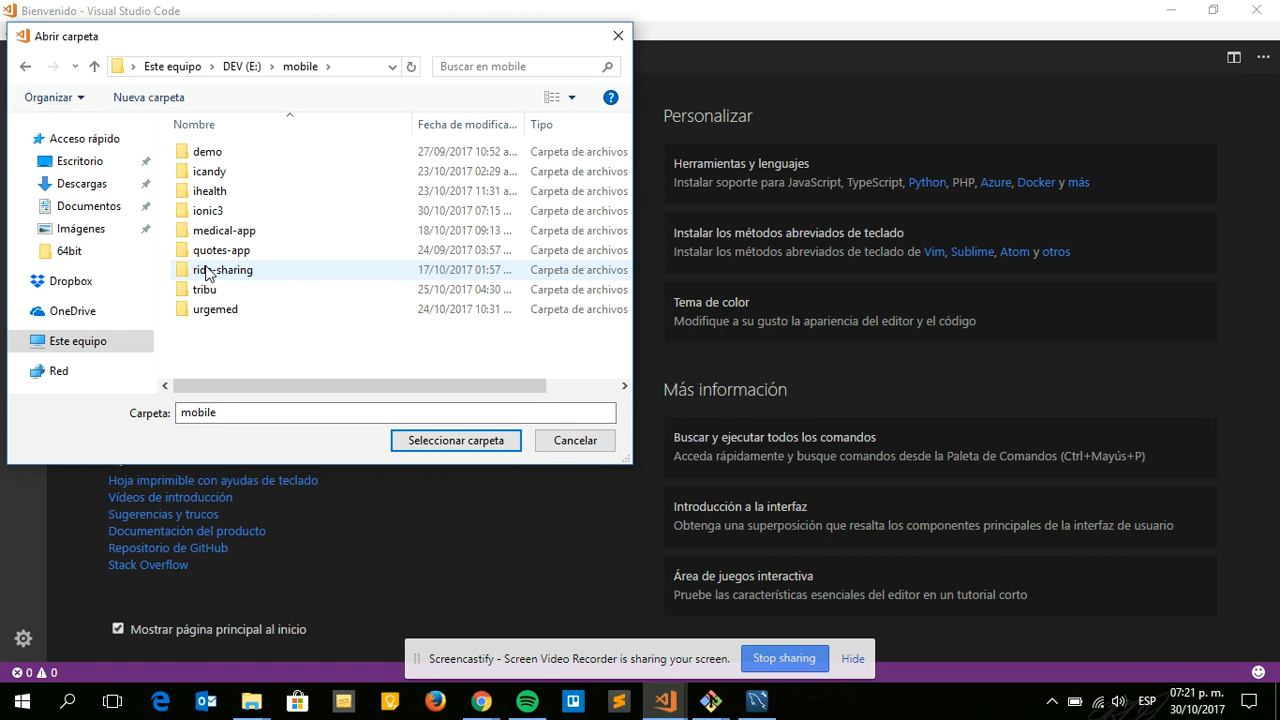 Bienvenido - Visual Studio Code
Abrir carpeta
Este equipo > DEV (E:) > mobile >
Buscar en mobile
Organizar
Nueva carpeta
Nombre
Fecha de modifica...
Tipo
Acceso rápido
Escritorio
Descargas
Documentos
Imágenes
64bit
Dropbox
OneDrive
Este equipo
Red
demo 27/09/2017 10:52 a... Carpeta de archivos
icandy 23/10/2017 02:29 a... Carpeta de archivos
ihealth 23/10/2017 11:31 a... Carpeta de archivos
ionic3 30/10/2017 07:15 ... Carpeta de archivos
medical-app 18/10/2017 09:13 ... Carpeta de archivos
quotes-app 24/09/2017 03:57 ... Carpeta de archivos
ride-sharing 17/10/2017 01:57 ... Carpeta de archivos
tribu 25/10/2017 04:30 ... Carpeta de archivos
urgemed 24/10/2017 10:31 ... Carpeta de archivos
Carpeta: mobile
Seleccionar carpeta
Cancelar
Hoja imprimible con ayudas de teclado
Vídeos de introducción
Sugerencias y trucos
Documentación del producto
Repositorio de GitHub
Stack Overflow
Mostrar página principal al inicio
Personalizar
Herramientas y lenguajes
Instalar soporte para JavaScript, TypeScript, Python, PHP, Azure, Docker y más
Instalar los métodos abreviados de teclado
Instalar los métodos abreviados de teclado de Vim, Sublime, Atom y otros
Tema de color
Modifique a su gusto la apariencia del editor y el código
Más información
Buscar y ejecutar todos los comandos
Acceda rápidamente y busque comandos desde la Paleta de Comandos (Ctrl+Mayús+P)
Introducción a la interfaz
Obtenga una superposición que resalta los componentes principales de la interfaz de usuario
Área de juegos interactiva
Pruebe las características esenciales del editor en un tutorial corto
Screencastify - Screen Video Recorder is sharing your screen.
Stop sharing
Hide
0 0
ESP
07:21 p. m.
30/10/2017